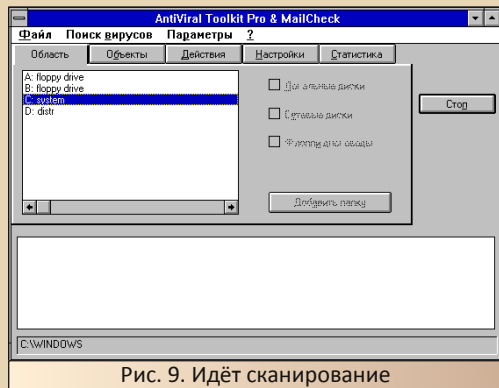 AntiViral Toolkit Pro & MailCheck
Файл Поиск вирусов Параметры ?
Область Объекты Действия Настройки Статистика
A: floppy drive
B: floppy drive
C: system
D: distr
Локальные диски
Сетевые диски
Флоппи дисководы
Добавить папку
Стоп
C:\WINDOWS
Рис. 9. Идёт сканирование